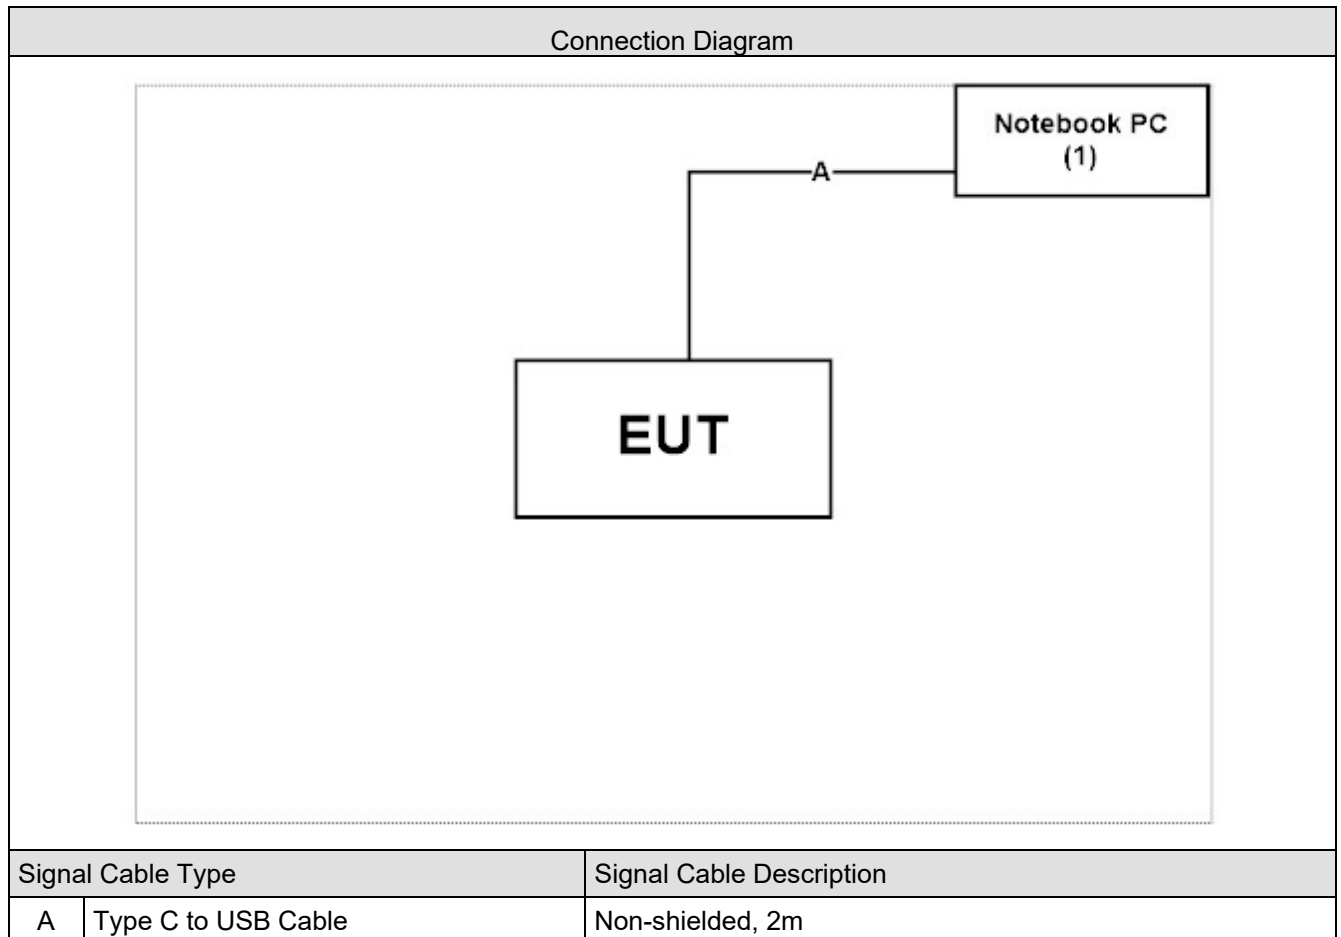 Connection Diagram
Notebook PC
(1)
A
EUT
Signal Cable Type Signal Cable Description
A Type C to USB Cable Non-shielded, 2m